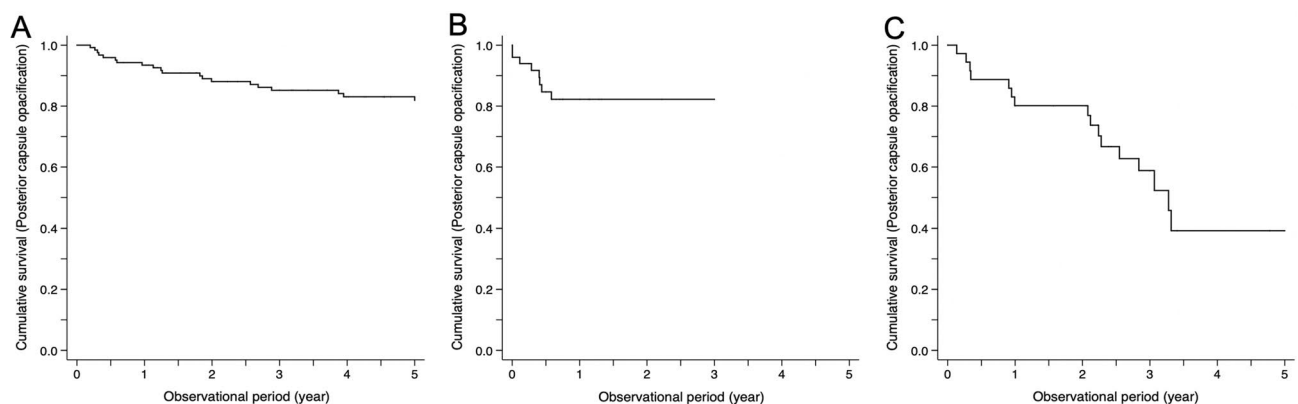 A
Cumulative survival (Posterior capsule opacification)
1.0
0.8
0.6
0.4
0.2
0.0
0 1 2 3 4 5
Observational period (year)
B
Cumulative survival (Posterior capsule opacification)
1.0
0.8
0.6
0.4
0.2
0.0
0 1 2 3 4 5
Observational period (year)
C
Cumulative survival (Posterior capsule opacification)
1.0
0.8
0.6
0.4
0.2
0.0
0 1 2 3 4 5
Observational period (year)